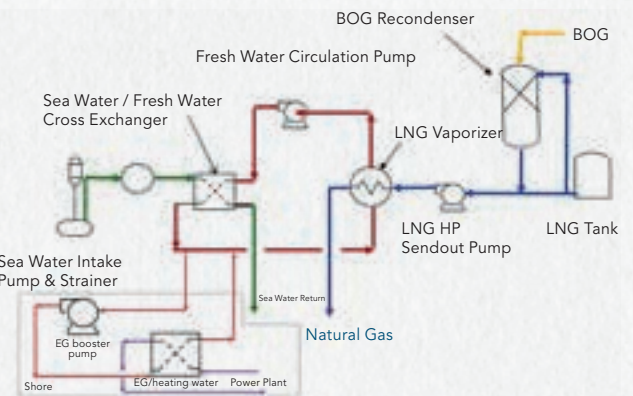 BOG Recondenser
BOG
Fresh Water Circulation Pump
Sea Water / Fresh Water
Cross Exchanger
LNG Vaporizer
LNG HP
Sendout Pump
LNG Tank
Sea Water Intake
Pump & Strainer
Sea Water Return
Natural Gas
EG booster
pump
Shore
EG/heating water
Power Plant